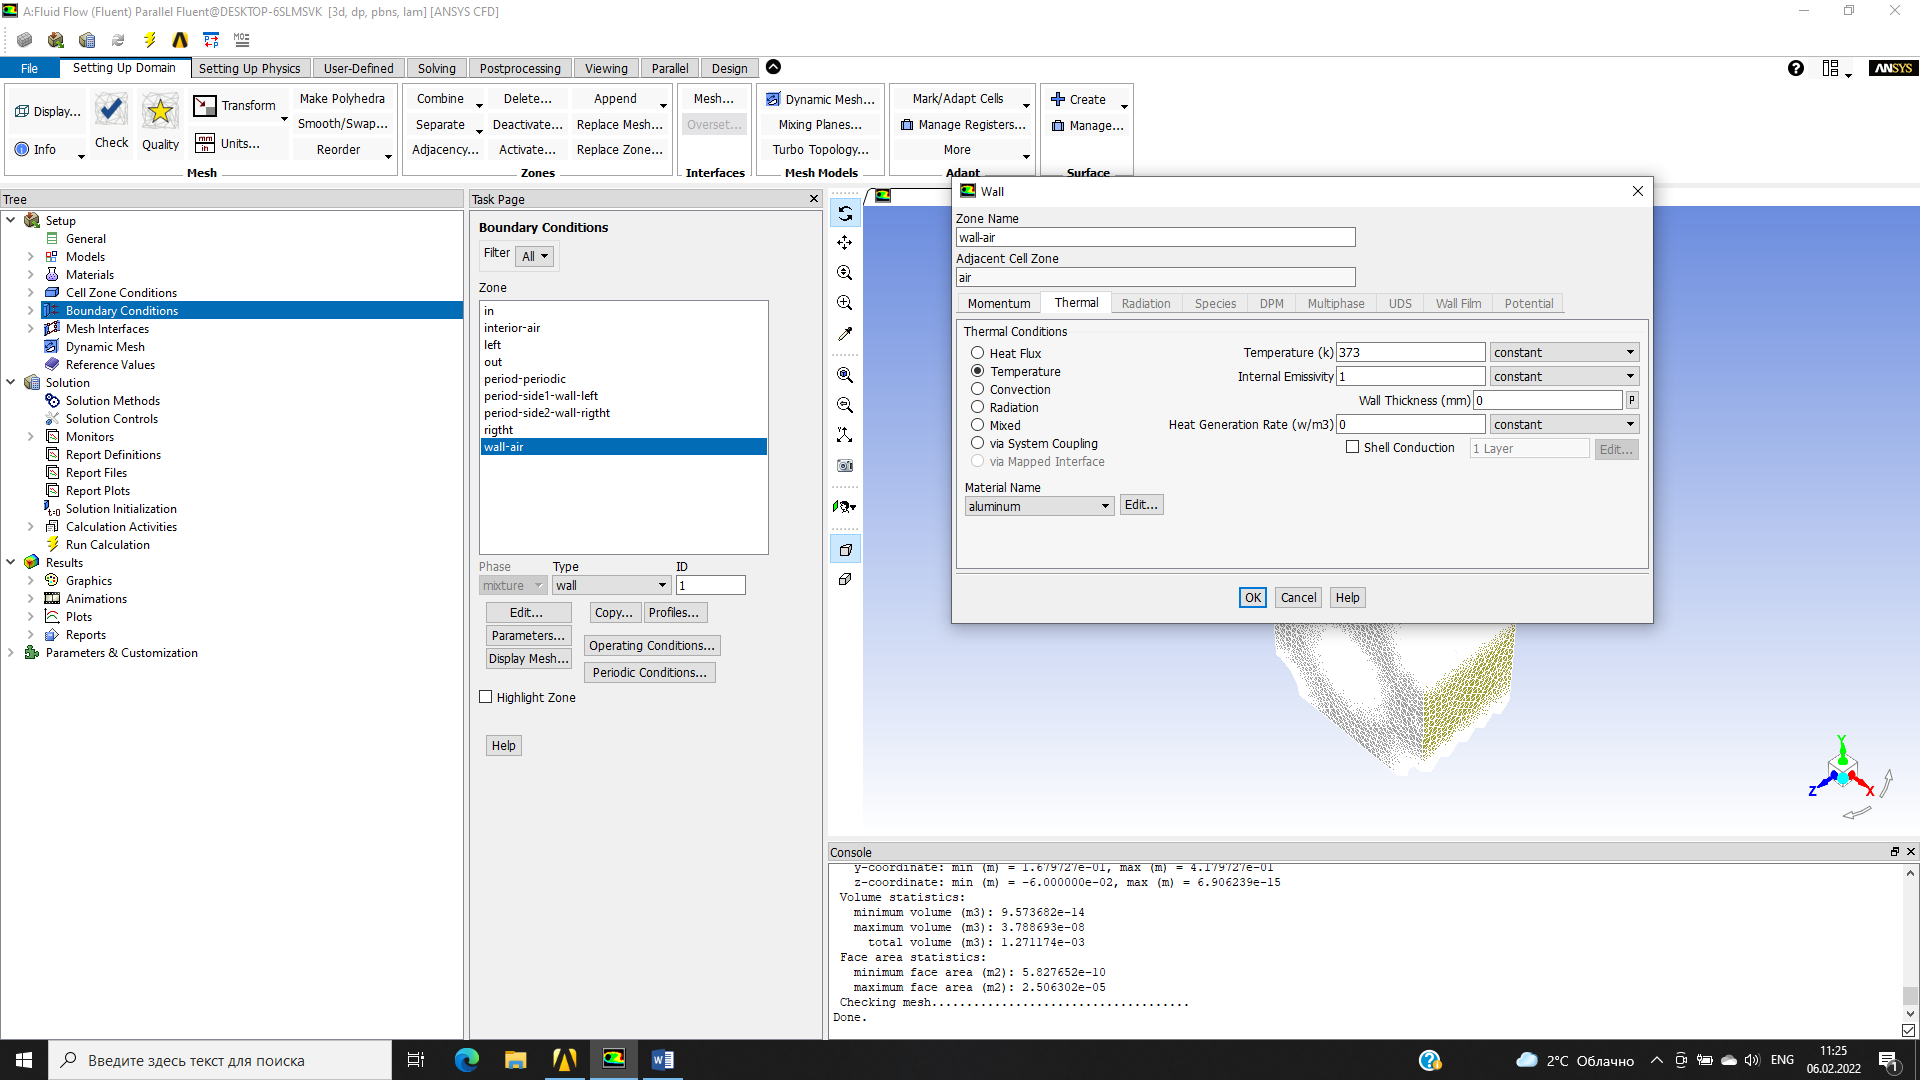 A:Fluid Flow (Fluent) Parallel Fluent@DESKTOP-6SLMSVK [3d, dp, pbns, lam] [ANSYS CFD]
File Setting Up Domain Setting Up Physics User-Defined Solving Postprocessing Viewing Parallel Design
ANSYS
Display...
Info
Check
Quality
Transform
Units...
Make Polyhedra
Smooth/Swap...
Reorder
Mesh
Combine
Separate
Adjacency...
Delete...
Deactivate...
Activate...
Append
Replace Mesh...
Replace Zone...
Zones
Mesh...
Overset...
Interfaces
Dynamic Mesh...
Mixing Planes...
Turbo Topology...
Mesh Models
Mark/Adapt Cells
Manage Registers...
More
Adapt
Create
Manage...
Surface
Tree
Setup
General
Models
Materials
Cell Zone Conditions
Boundary Conditions
Mesh Interfaces
Dynamic Mesh
Reference Values
Solution
Solution Methods
Solution Controls
Monitors
Report Definitions
Report Files
Report Plots
Solution Initialization
Calculation Activities
Run Calculation
Results
Graphics
Animations
Plots
Reports
Parameters & Customization
Task Page
Boundary Conditions
Filter All
Zone
in
interior-air
left
out
period-periodic
period-side1-wall-left
period-side2-wall-rigtht
rigtht
wall-air
Phase Type ID
mixture wall 1
Edit... Copy... Profiles...
Parameters... Operating Conditions...
Display Mesh... Periodic Conditions...
Highlight Zone
Help
Wall
Zone Name
wall-air
Adjacent Cell Zone
air
Momentum Thermal Radiation Species DPM Multiphase UDS Wall Film Potential
Thermal Conditions
Heat Flux
Temperature
Convection
Radiation
Mixed
via System Coupling
via Mapped Interface
Temperature (k) 373 constant
Internal Emissivity 1 constant
Wall Thickness (mm) 0 P
Heat Generation Rate (w/m3) 0 constant
Shell Conduction 1 Layer Edit...
Material Name
aluminum Edit...
OK Cancel Help
Y
Z X
Console
y-coordinate: min (m) = 1.679727e-01, max (m) = 4.179727e-01
z-coordinate: min (m) = -6.000000e-02, max (m) = 6.906239e-15
Volume statistics:
minimum volume (m3): 9.573682e-14
maximum volume (m3): 3.788693e-08
total volume (m3): 1.271174e-03
Face area statistics:
minimum face area (m2): 5.827652e-10
maximum face area (m2): 2.506302e-05
Checking mesh.....................................
Done.
Введите здесь текст для поиска
2°C Облачно
ENG
11:25
06.02.2022
1